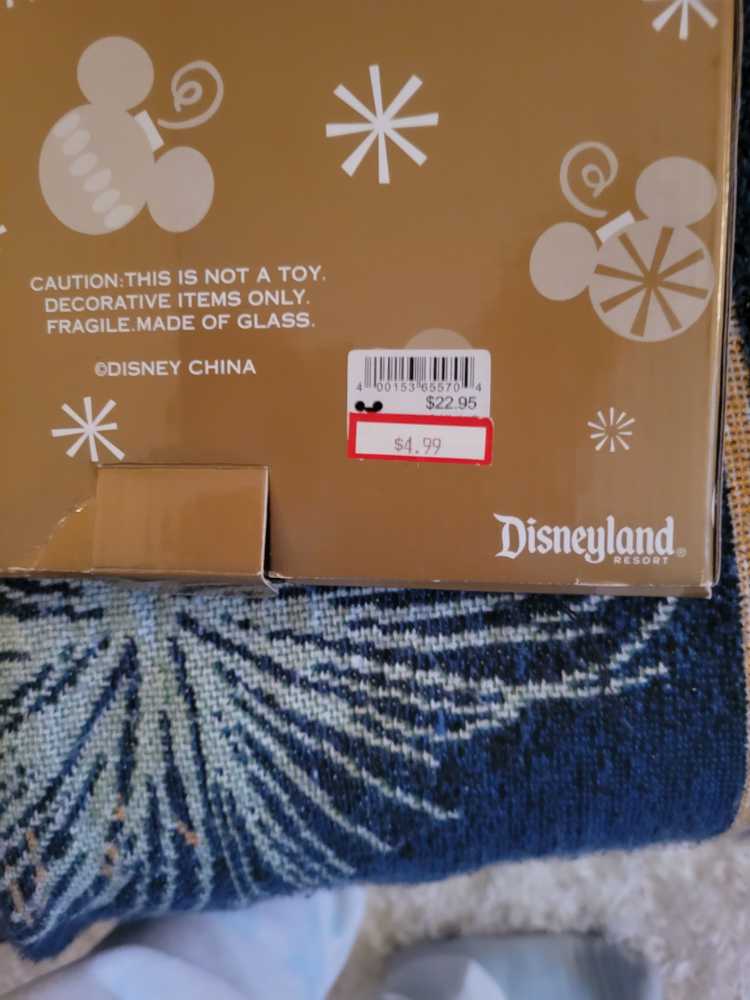 CAUTION:THIS IS NOT A TOY.
DECORATIVE ITEMS ONLY.
FRAGILE.MADE OF GLASS.
©DISNEY CHINA
4 00153 65570 4
$22.95
$4.99
Disneyland®
RESORT